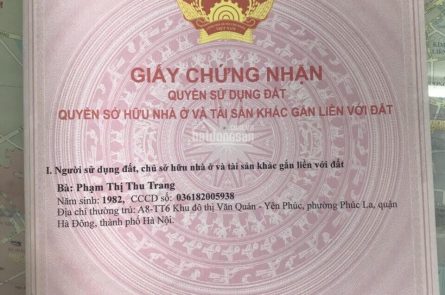 GIẤY CHỨNG NHẬN
QUYỀN SỬ DỤNG ĐẤT
QUYỀN SỞ HỮU NHÀ Ở VÀ TÀI SẢN KHÁC GẮN LIỀN VỚI ĐẤT
batdongsan
I. Người sử dụng đất, chủ sở hữu nhà ở và tài sản khác gắn liền với đất
Bà: Phạm Thị Thu Trang
Năm sinh: 1982, CCCD số: 036182005938
Địa chỉ thường trú: A8-TT6 Khu đô thị Văn Quán - Yên Phúc, phường Phúc La, quận
Hà Đông, thành phố Hà Nội.